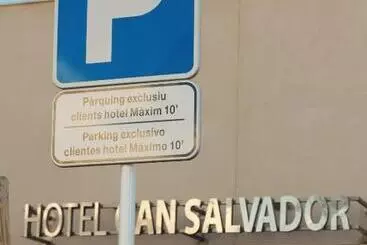 P
Pàrquing exclusiu
clients hotel Màxim 10'
Parking exclusivo
clientes hotel Máximo 10'
HOTEL CAN SALVADOR